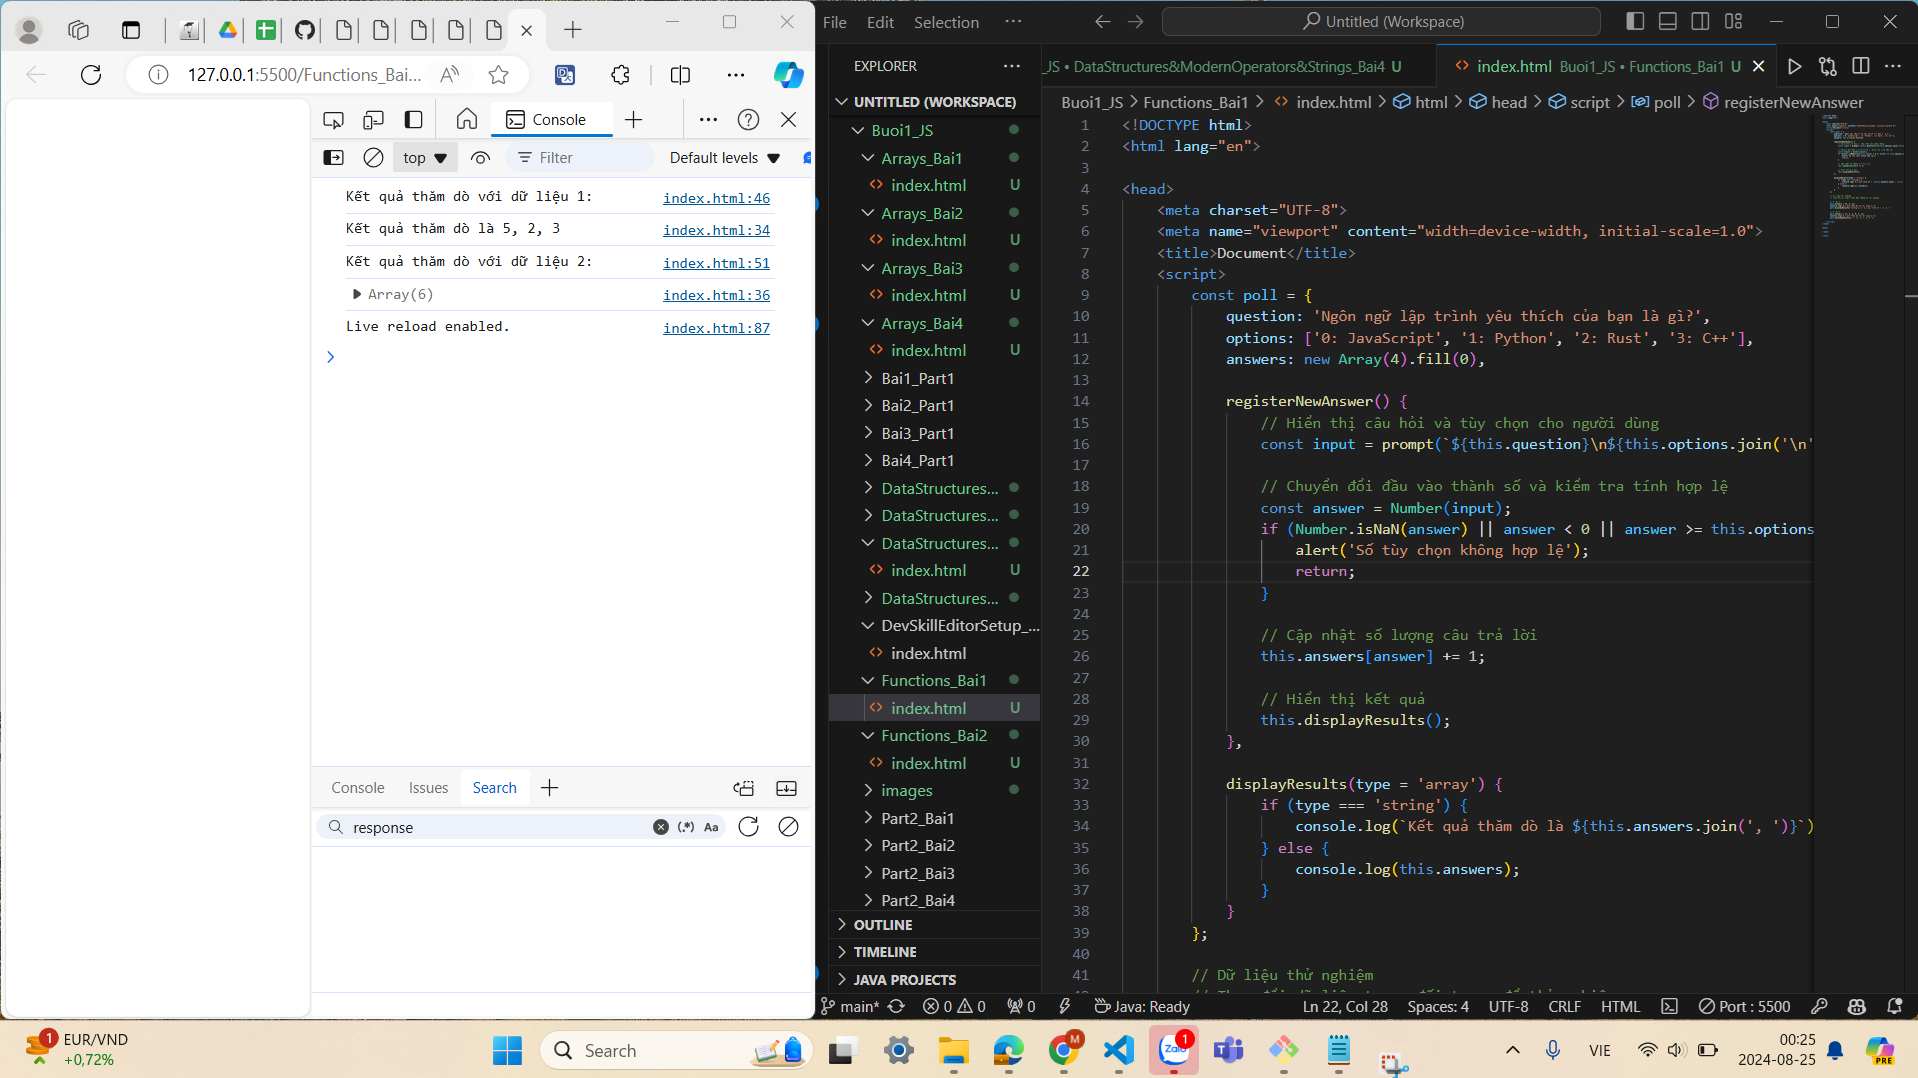 127.0.0.1:5500/Functions_Bai...
Console
top
Filter
Default levels
Kết quả thăm dò với dữ liệu 1:
index.html:46
Kết quả thăm dò là 5, 2, 3
index.html:34
Kết quả thăm dò với dữ liệu 2:
index.html:51
Array(6)
index.html:36
Live reload enabled.
index.html:87
Console
Issues
Search
response
(.*)
Aa
File
Edit
Selection
Untitled (Workspace)
EXPLORER
UNTITLED (WORKSPACE)
Buoi1_JS
Arrays_Bai1
index.html U
Arrays_Bai2
index.html U
Arrays_Bai3
index.html U
Arrays_Bai4
index.html U
Bai1_Part1
Bai2_Part1
Bai3_Part1
Bai4_Part1
DataStructures...
DataStructures...
DataStructures...
index.html U
DataStructures...
DevSkillEditorSetup_...
index.html
Functions_Bai1
index.html U
Functions_Bai2
index.html U
images
Part2_Bai1
Part2_Bai2
Part2_Bai3
Part2_Bai4
OUTLINE
TIMELINE
JAVA PROJECTS
_JS • DataStructures&ModernOperators&Strings_Bai4 U
index.html Buoi1_JS • Functions_Bai1 U
Buoi1_JS > Functions_Bai1 > index.html > html > head > script > poll > registerNewAnswer
1 <!DOCTYPE html>
2 <html lang="en">
3
4 <head>
5 <meta charset="UTF-8">
6 <meta name="viewport" content="width=device-width, initial-scale=1.0">
7 <title>Document</title>
8 <script>
9 const poll = {
10 question: 'Ngôn ngữ lập trình yêu thích của bạn là gì?',
11 options: ['0: JavaScript', '1: Python', '2: Rust', '3: C++'],
12 answers: new Array(4).fill(0),
13
14 registerNewAnswer() {
15 // Hiển thị câu hỏi và tùy chọn cho người dùng
16 const input = prompt(`${this.question}\n${this.options.join('\n'
17
18 // Chuyển đổi đầu vào thành số và kiểm tra tính hợp lệ
19 const answer = Number(input);
20 if (Number.isNaN(answer) || answer < 0 || answer >= this.options
21 alert('Số tùy chọn không hợp lệ');
22 return;
23 }
24
25 // Cập nhật số lượng câu trả lời
26 this.answers[answer] += 1;
27
28 // Hiển thị kết quả
29 this.displayResults();
30 },
31
32 displayResults(type = 'array') {
33 if (type === 'string') {
34 console.log(`Kết quả thăm dò là ${this.answers.join(', ')}`)
35 } else {
36 console.log(this.answers);
37 }
38 }
39 };
40
41 // Dữ liệu thử nghiệm
main*
0
0
0
Java: Ready
Ln 22, Col 28
Spaces: 4
UTF-8
CRLF
HTML
Port : 5500
1
EUR/VND
+0,72%
Search
M
Zalo
1
VIE
00:25
2024-08-25
PRE